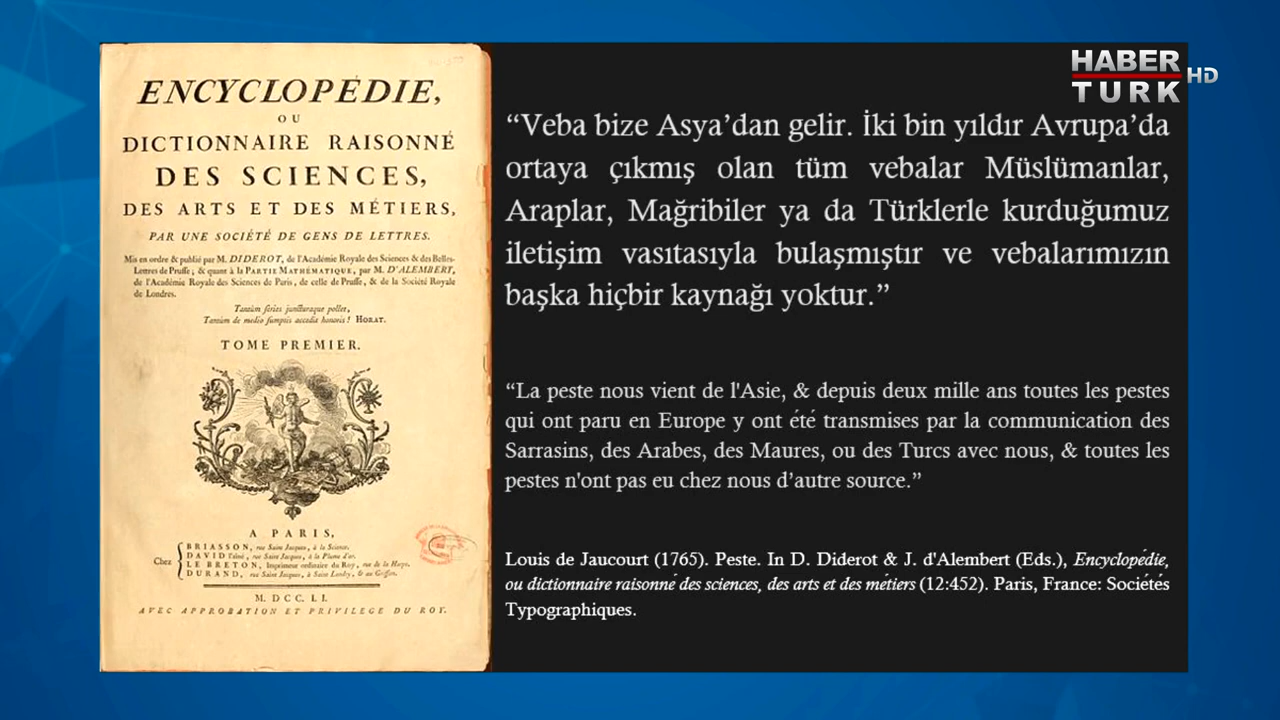 ENCYCLOPÉDIE,
OU
DICTIONNAIRE RAISONNÉ
DES SCIENCES,
DES ARTS ET DES MÉTIERS,
PAR UNE SOCIÉTÉ DE GENS DE LETTRES.
Mis en ordre & publié par M. DIDEROT, de l'Académie Royale des Sciences & des Belles-
Lettres de Prusse ; & quant à la PARTIE MATHÉMATIQUE, par M. D'ALEMBERT,
de l'Académie Royale des Sciences de Paris, de celle de Prusse, & de la Société Royale
de Londres.
Tantùm series juncturaque pollet,
Tantùm de medio sumptis accedit honoris ! HORAT.
TOME PREMIER.
A PARIS,
Chez
BRIASSON, rue Saint Jacques, à la Science.
DAVID l'aîné, rue Saint Jacques, à la Plume d'or.
LE BRETON, Imprimeur ordinaire du Roy, rue de la Harpe.
DURAND, rue Saint Jacques, à Saint Landry, & au Griffon.
M. DCC. LI.
AVEC APPROBATION ET PRIVILEGE DU ROY.
HABER
TURK HD
“Veba bize Asya’dan gelir. İki bin yıldır Avrupa’da
ortaya çıkmış olan tüm vebalar Müslümanlar,
Araplar, Mağribiler ya da Türklerle kurduğumuz
iletişim vasıtasıyla bulaşmıştır ve vebalarımızın
başka hiçbir kaynağı yoktur.”
“La peste nous vient de l'Asie, & depuis deux mille ans toutes les pestes
qui ont paru en Europe y ont été transmises par la communication des
Sarrasins, des Arabes, des Maures, ou des Turcs avec nous, & toutes les
pestes n'ont pas eu chez nous d’autre source.”
Louis de Jaucourt (1765). Peste. In D. Diderot & J. d'Alembert (Eds.), Encyclopédie,
ou dictionnaire raisonné des sciences, des arts et des métiers (12:452). Paris, France: Sociétés
Typographiques.